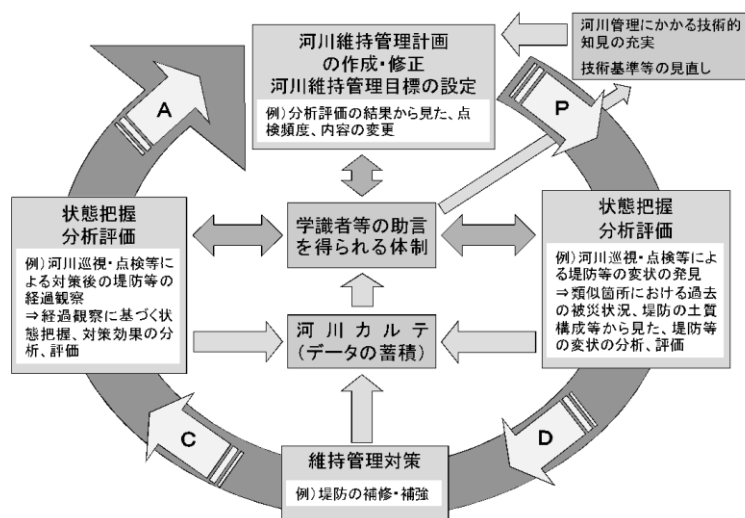 河川維持管理計画
の作成・修正
河川維持管理目標の設定
例）分析評価の結果から見た、点
検頻度、内容の変更
河川管理にかかる技術的
知見の充実
技術基準等の見直し
A
P
状態把握
分析評価
例）河川巡視・点検等に
よる対策後の堤防等の
経過観察
⇒経過観察に基づく状
態把握、対策効果の分
析、評価
学識者等の助言
を得られる体制
状態把握
分析評価
例）河川巡視・点検等によ
る堤防等の変状の発見
⇒類似箇所における過去
の被災状況、堤防の土質
構成等から見た、堤防等
の変状の分析、評価
河川カルテ
（データの蓄積）
C
D
維持管理対策
例）堤防の補修・補強